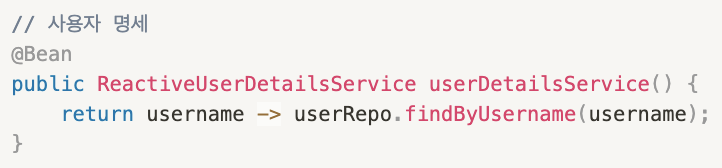 // 사용자 명세
@Bean
public ReactiveUserDetailsService userDetailsService() {
    return username -> userRepo.findByUsername(username);
}